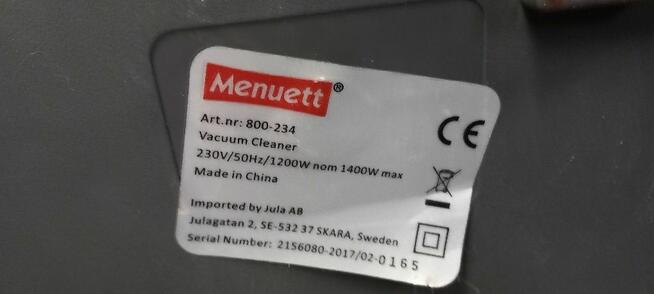 Menuett®
Art.nr: 800-234
Vacuum Cleaner
230V/50Hz/1200W nom 1400W max
Made in China
Imported by Jula AB
Julagatan 2, SE-532 37 SKARA, Sweden
Serial Number: 2156080-2017/02-0165
CE